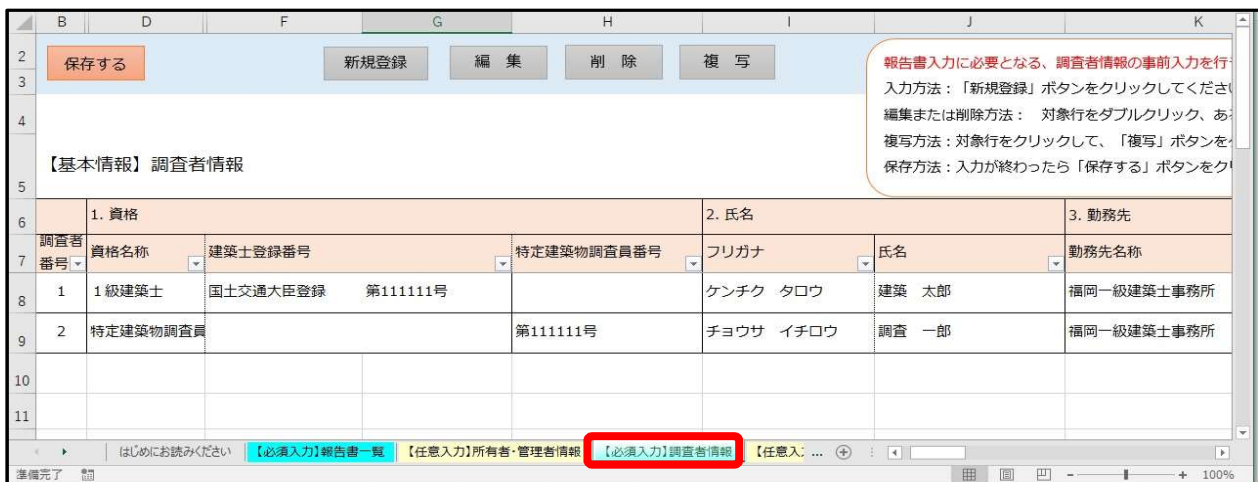 B D F G H I J K
2 保存する 新規登録 編 集 削 除 複 写 報告書入力に必要となる、調査者情報の事前入力を行
3 入力方法：「新規登録」ボタンをクリックしてくださ
4 編集または削除方法： 対象行をダブルクリック、あ
複写方法：対象行をクリックして、「複写」ボタンを
5 【基本情報】調査者情報 保存方法：入力が終わったら「保存する」ボタンをク
6 1. 資格 2. 氏名 3. 勤務先
7 調査者番号 資格名称 建築士登録番号 特定建築物調査員番号 フリガナ 氏名 勤務先名称
8 1 １級建築士 国土交通大臣登録 第111111号 ケンチク タロウ 建築 太郎 福岡一級建築士事務所
9 2 特定建築物調査員 第111111号 チョウサ イチロウ 調査 一郎 福岡一級建築士事務所
10
11
はじめにお読みください 【必須入力】報告書一覧 【任意入力】所有者・管理者情報 【必須入力】調査者情報 【任意入 ...
準備完了 100%